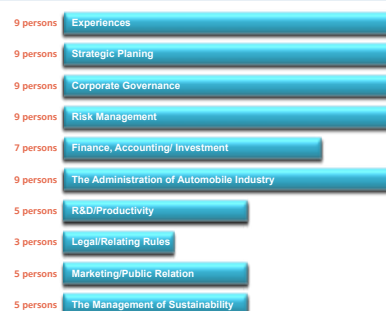 9 persons Experiences
9 persons Strategic Planing
9 persons Corporate Governance
9 persons Risk Management
7 persons Finance, Accounting/ Investment
9 persons The Administration of Automobile Industry
5 persons R&D/Productivity
3 persons Legal/Relating Rules
5 persons Marketing/Public Relation
5 persons The Management of Sustainability